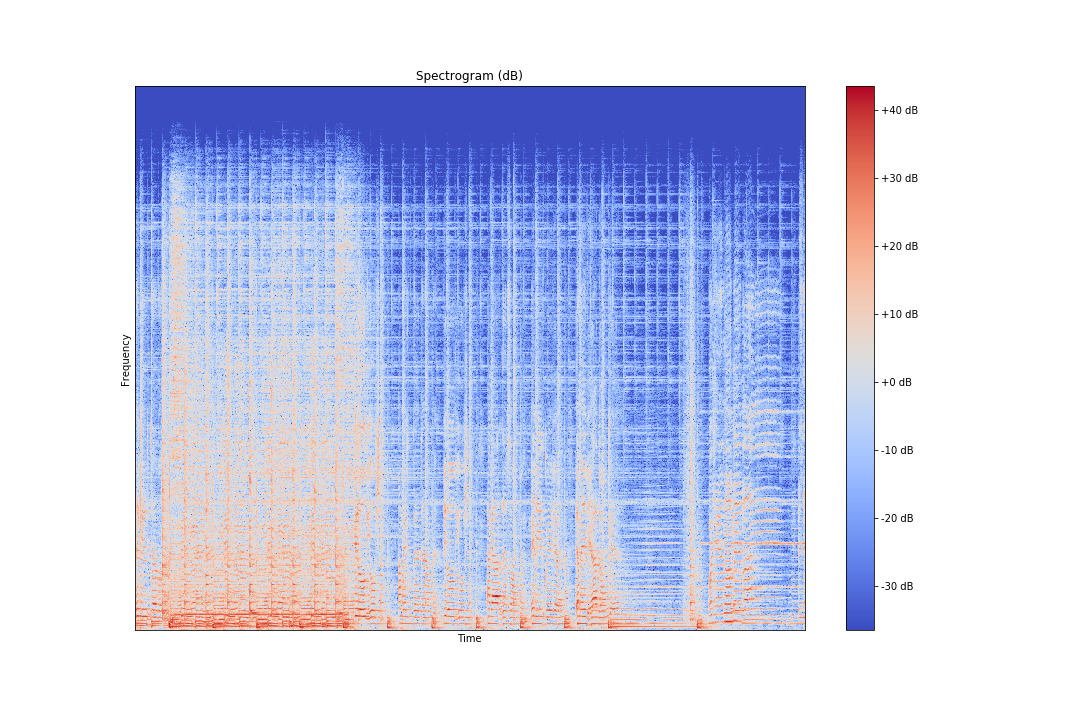 Spectrogram (dB)
Frequency
Time
+40 dB
+30 dB
+20 dB
+10 dB
+0 dB
-10 dB
-20 dB
-30 dB